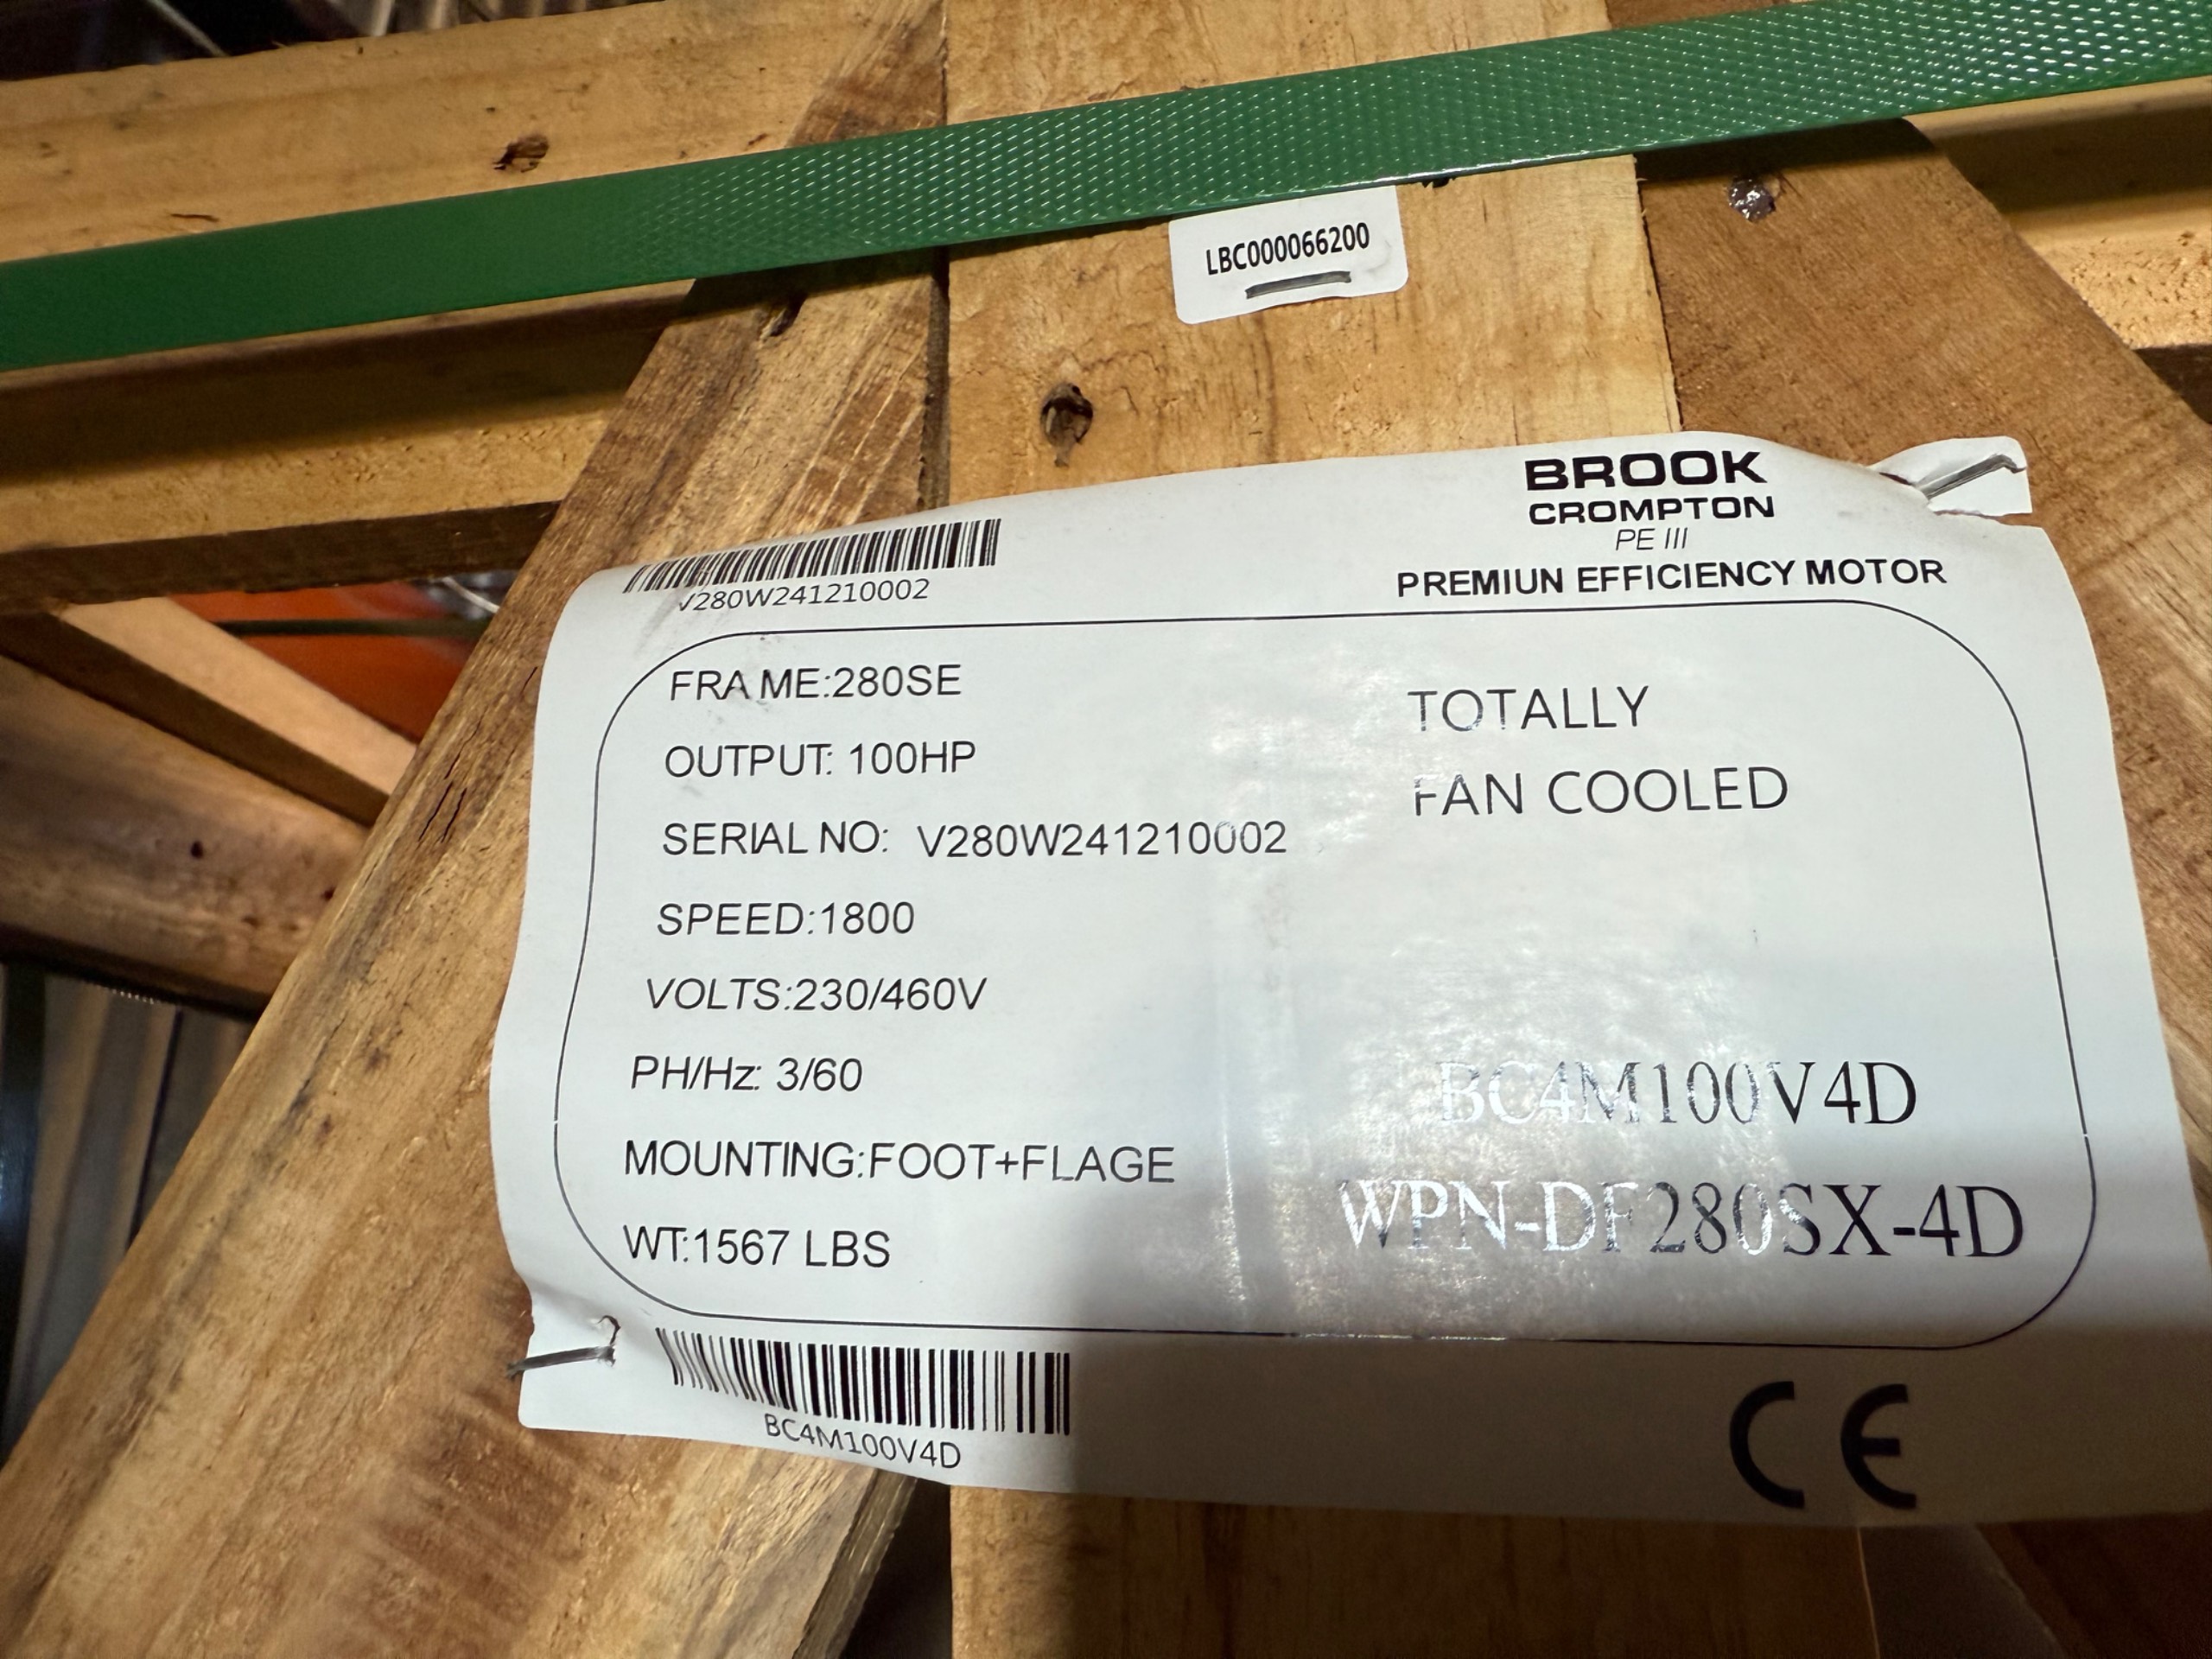 LBC000066200
BROOK
CROMPTON
PE III
PREMIUN EFFICIENCY MOTOR
V280W241210002
FRAME:280SE
OUTPUT: 100HP
SERIAL NO: V280W241210002
SPEED:1800
VOLTS:230/460V
PH/Hz: 3/60
MOUNTING:FOOT+FLAGE
WT:1567 LBS
TOTALLY
FAN COOLED
BC4M100V4D
WPN-DF280SX-4D
BC4M100V4D
CE